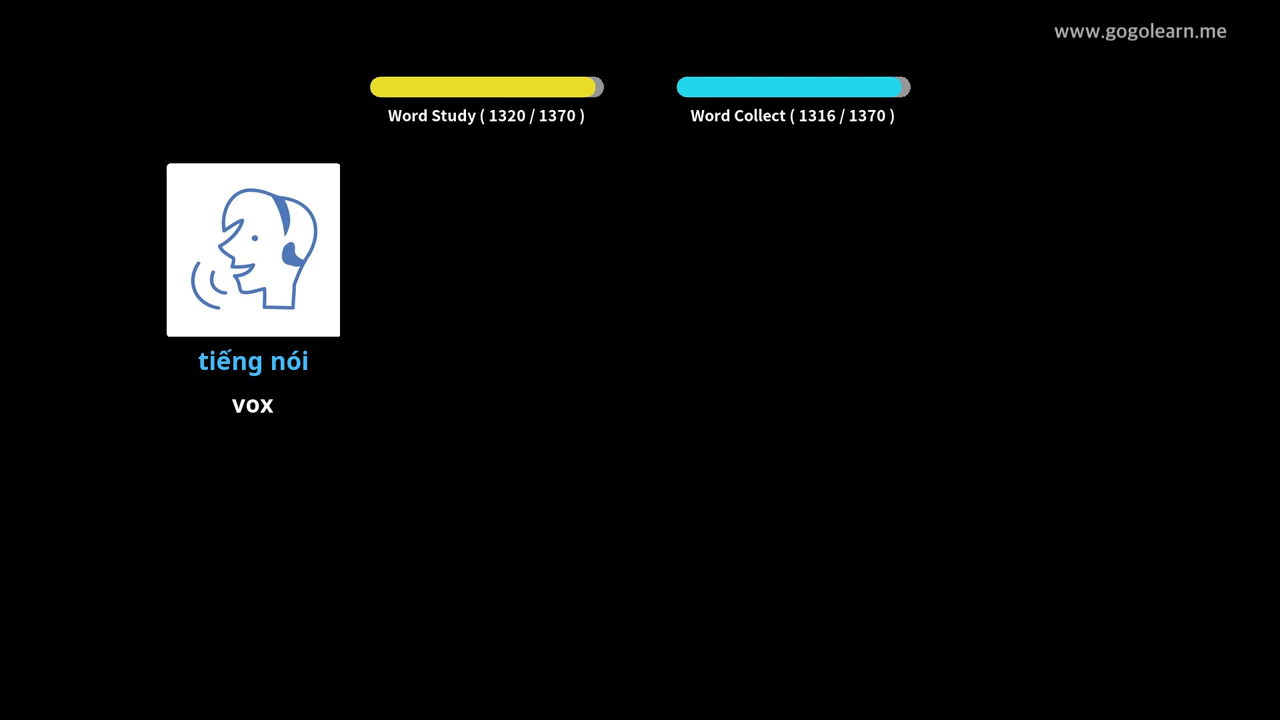 www.gogolearn.me
Word Study ( 1320 / 1370 )
Word Collect ( 1316 / 1370 )
tiếng nói
vox